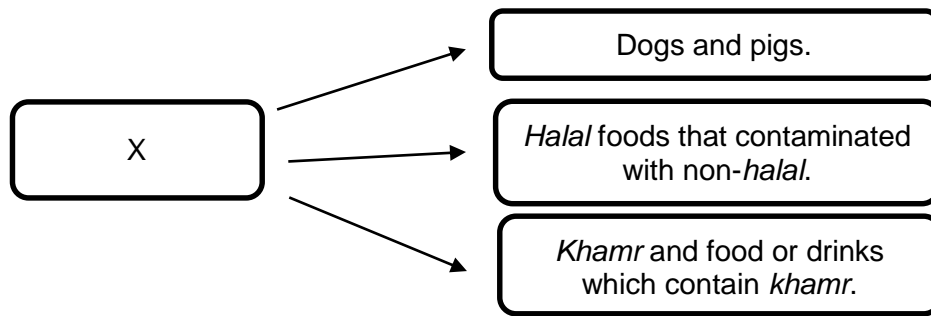 Dogs and pigs.
X
Halal foods that contaminated
with non-halal.
Khamr and food or drinks
which contain khamr.